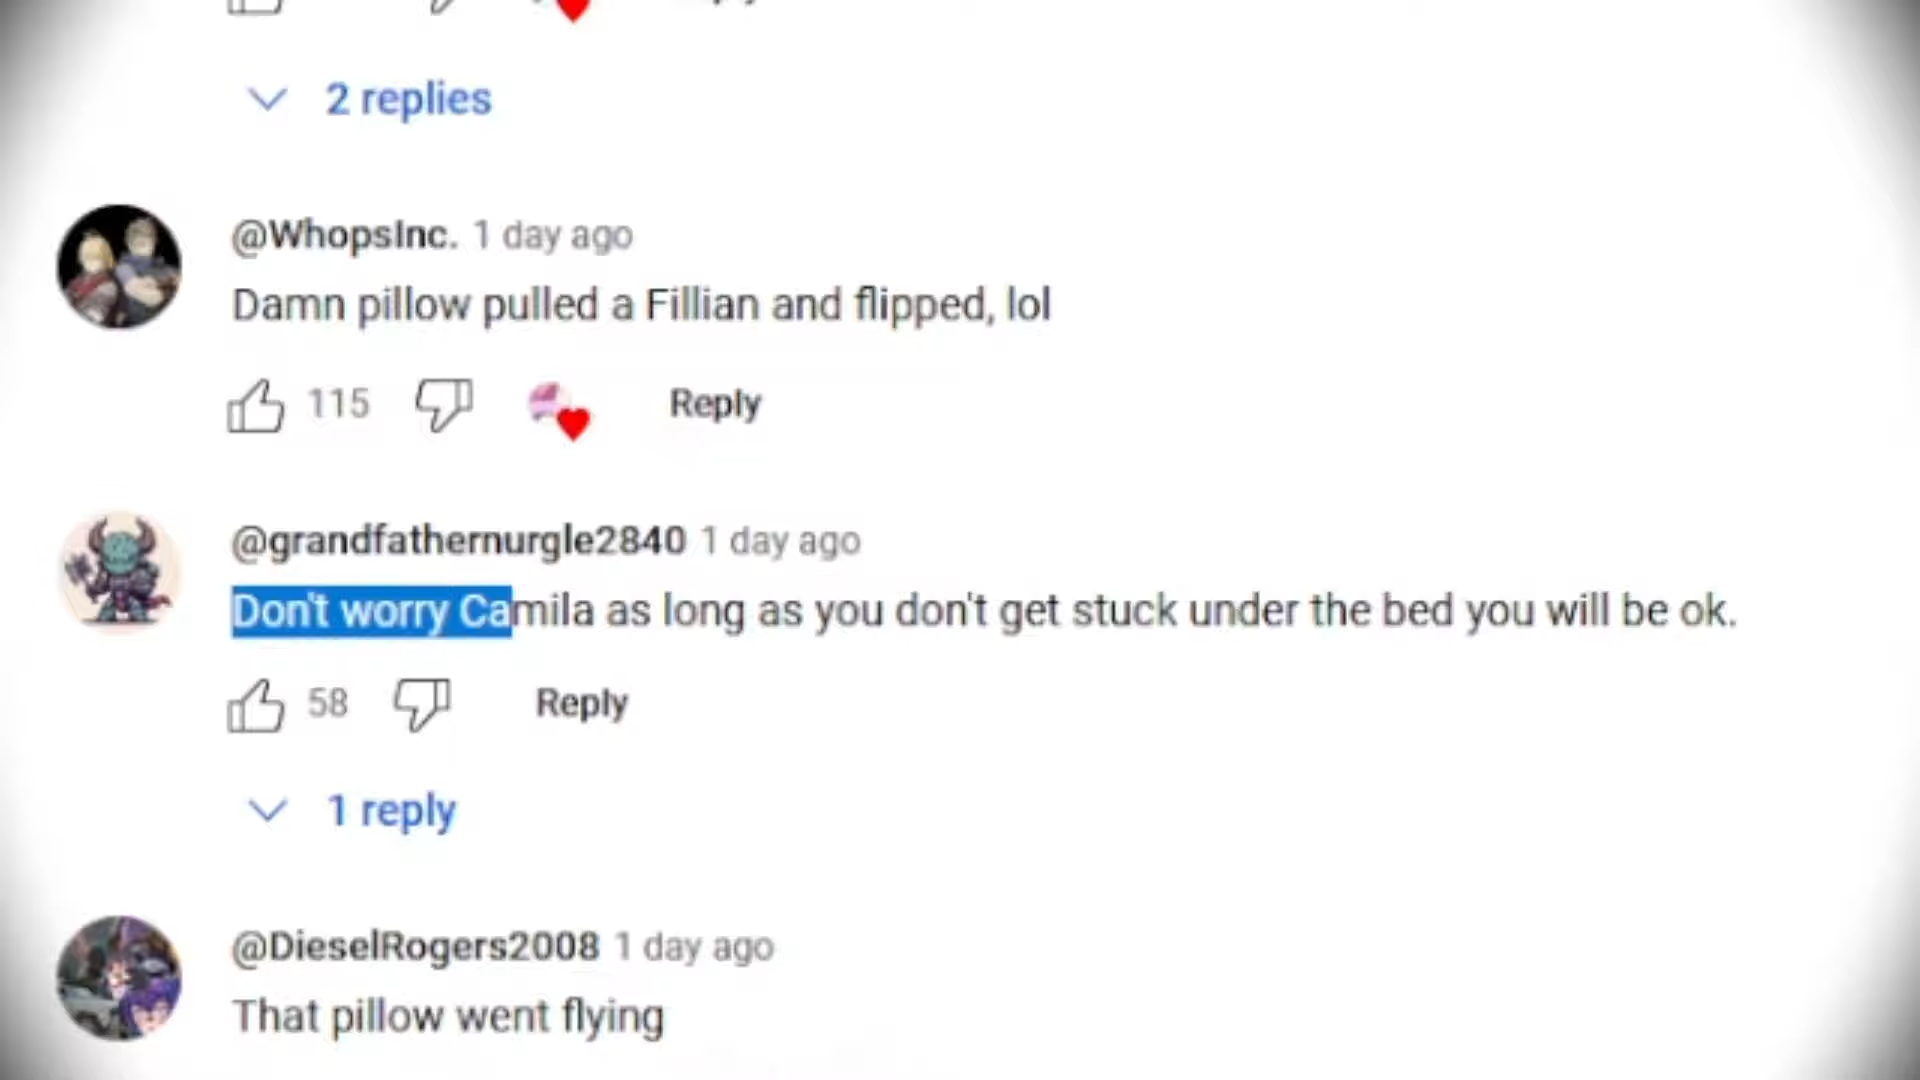 2 replies
@WhopsInc. 1 day ago
Damn pillow pulled a Fillian and flipped, lol
115 Reply
@grandfathernurgle2840 1 day ago
Don't worry Camila as long as you don't get stuck under the bed you will be ok.
58 Reply
1 reply
@DieselRogers2008 1 day ago
That pillow went flying